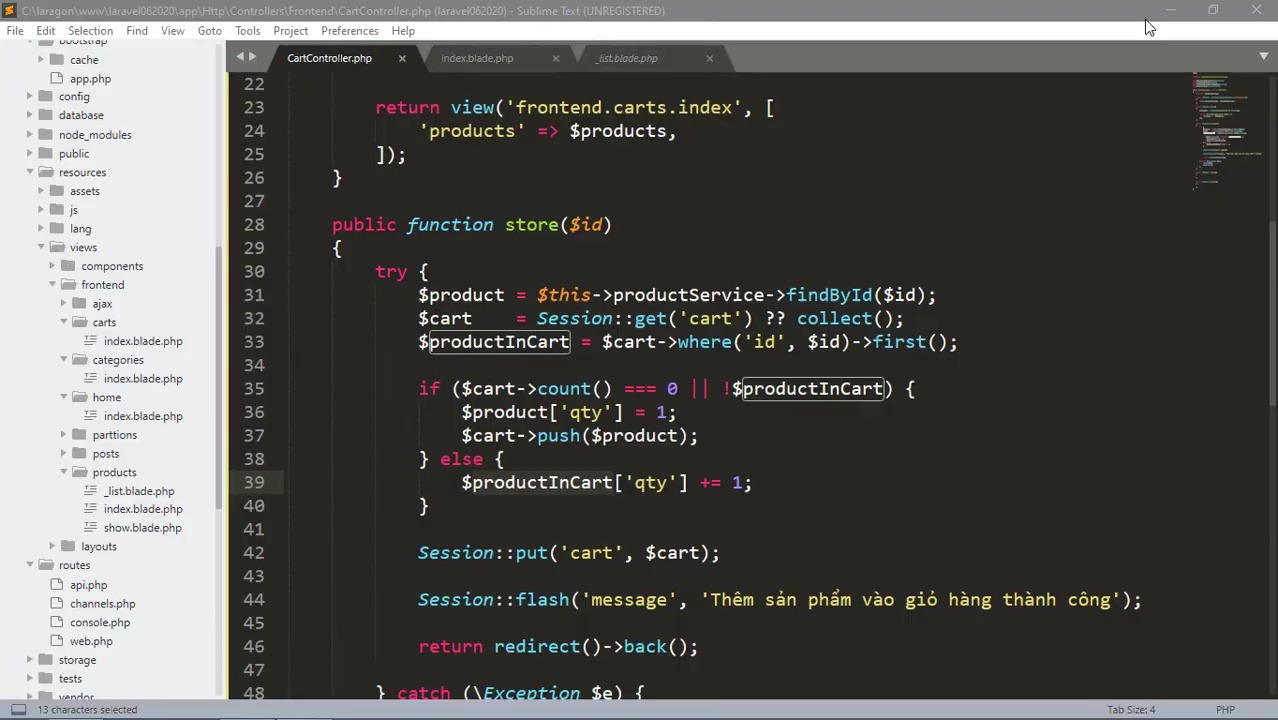 C:\laragon\www\laravel062020\app\Http\Controllers\Frontend\CartController.php (laravel062020) - Sublime Text (UNREGISTERED)
File Edit Selection Find View Goto Tools Project Preferences Help
bootstrap
cache
app.php
config
database
node_modules
public
resources
assets
js
lang
views
components
frontend
ajax
carts
index.blade.php
categories
index.blade.php
home
index.blade.php
parttions
posts
products
_list.blade.php
index.blade.php
show.blade.php
layouts
routes
api.php
channels.php
console.php
web.php
storage
tests
vendor
CartController.php index.blade.php _list.blade.php
22
23 return view('frontend.carts.index', [
24 'products' => $products,
25 ]);
26 }
27
28 public function store($id)
29 {
30 try {
31 $product = $this->productService->findById($id);
32 $cart = Session::get('cart') ?? collect();
33 $productInCart = $cart->where('id', $id)->first();
34
35 if ($cart->count() === 0 || !$productInCart) {
36 $product['qty'] = 1;
37 $cart->push($product);
38 } else {
39 $productInCart['qty'] += 1;
40 }
41
42 Session::put('cart', $cart);
43
44 Session::flash('message', 'Thêm sản phẩm vào giỏ hàng thành công');
45
46 return redirect()->back();
47
48 } catch (\Exception $e) {
13 characters selected Tab Size: 4 PHP